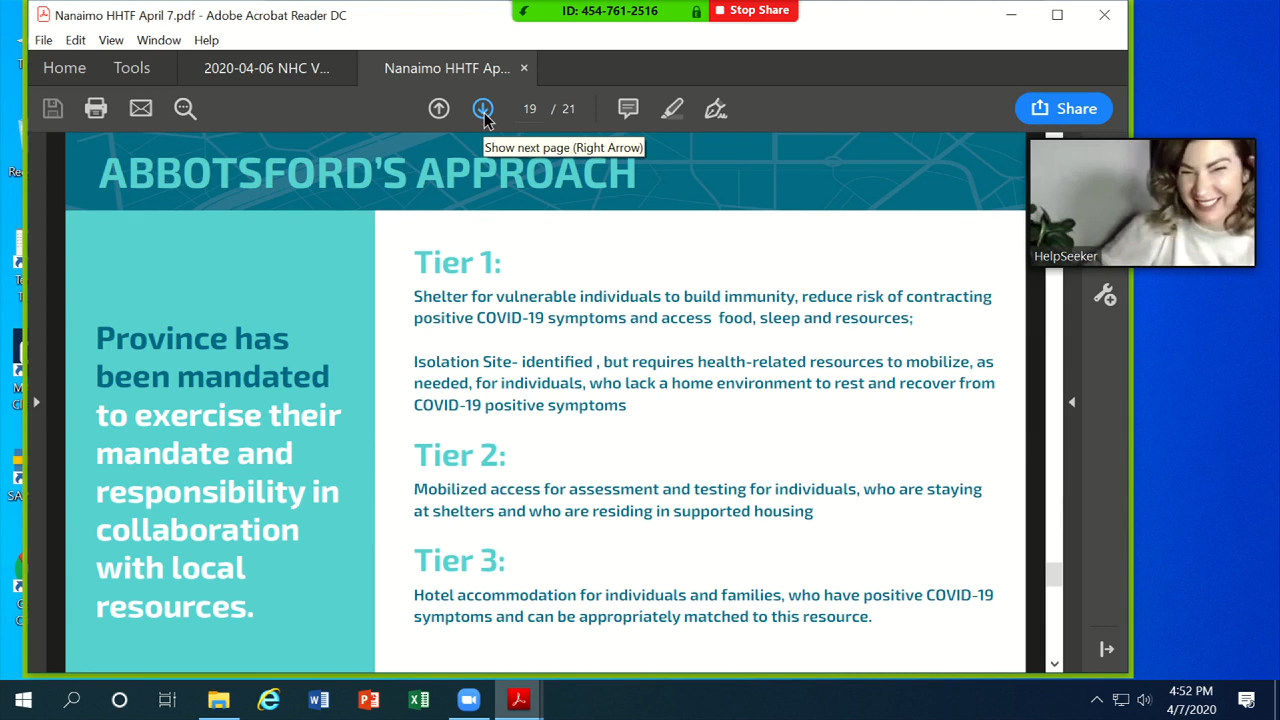 Nanaimo HHTF April 7.pdf - Adobe Acrobat Reader DC
ID: 454-761-2516
Stop Share
File Edit View Window Help
Home Tools 2020-04-06 NHC V... Nanaimo HHTF Ap... ×
19 / 21
Share
Show next page (Right Arrow)
ABBOTSFORD'S APPROACH
HelpSeeker
Province has
been mandated
to exercise their
mandate and
responsibility in
collaboration
with local
resources.
Tier 1:
Shelter for vulnerable individuals to build immunity, reduce risk of contracting
positive COVID-19 symptoms and access food, sleep and resources;
Isolation Site- identified , but requires health-related resources to mobilize, as
needed, for individuals, who lack a home environment to rest and recover from
COVID-19 positive symptoms
Tier 2:
Mobilized access for assessment and testing for individuals, who are staying
at shelters and who are residing in supported housing
Tier 3:
Hotel accommodation for individuals and families, who have positive COVID-19
symptoms and can be appropriately matched to this resource.
4:52 PM
4/7/2020